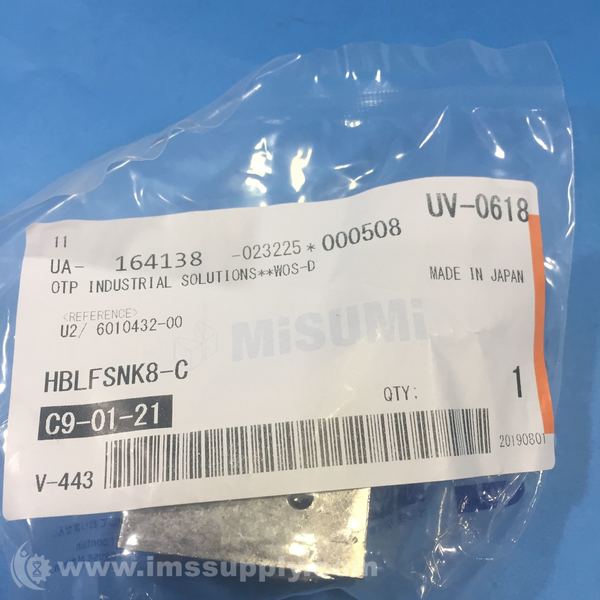 UV-0618
11
UA- 164138 -023225*000508
OTP INDUSTRIAL SOLUTIONS**WOS-D
MADE IN JAPAN
<REFERENCE>
U2/ 6010432-00
MiSUMi
HBLFSNK8-C
QTY: 1
C9-01-21
V-443
20190801
© www.imssupply.com